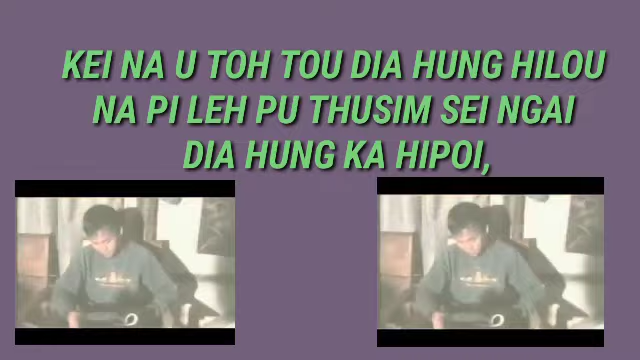 KEI NA U TOH TOU DIA HUNG HILOU
NA PI LEH PU THUSIM SEI NGAI
DIA HUNG KA HIPOI,